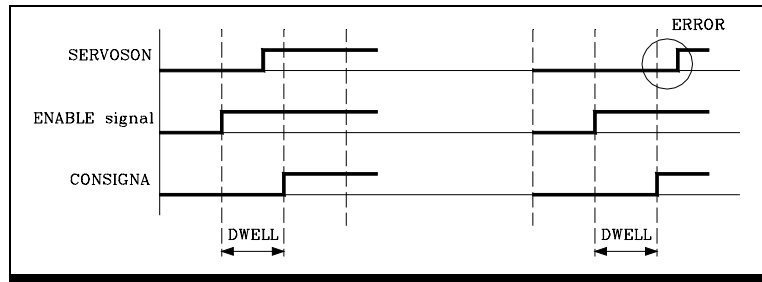 ERROR
SERVOSON
ENABLE signal
CONSIGNA
DWELL
DWELL